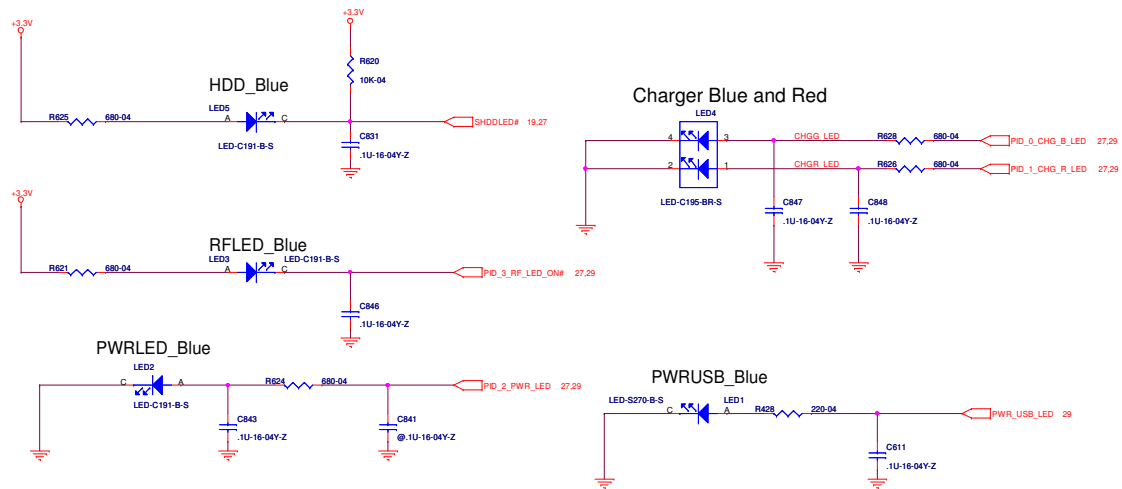 +3.3V
+3.3V
R620
10K-04
HDD_Blue
LED5
R625 680-04 A C SHDDLED# 19,27
LED-C191-B-S
C831
.1U-16-04Y-Z
+3.3V
RFLED_Blue
LED3 LED-C191-B-S
R621 680-04 A C PID_3_RF_LED_ON# 27,29
C846
.1U-16-04Y-Z
PWRLED_Blue
LED2
C A R624 680-04 PID_2_PWR_LED 27,29
LED-C191-B-S
C843
.1U-16-04Y-Z
C841
@.1U-16-04Y-Z
Charger Blue and Red
LED4
4 3 CHGG_LED R628 680-04 PID_0_CHG_B_LED 27,29
2 1 CHGR_LED R626 680-04 PID_1_CHG_R_LED 27,29
LED-C195-BR-S
C847
.1U-16-04Y-Z
C848
.1U-16-04Y-Z
PWRUSB_Blue
LED-S270-B-S LED1
C A R428 220-04 PWR_USB_LED 29
C611
.1U-16-04Y-Z